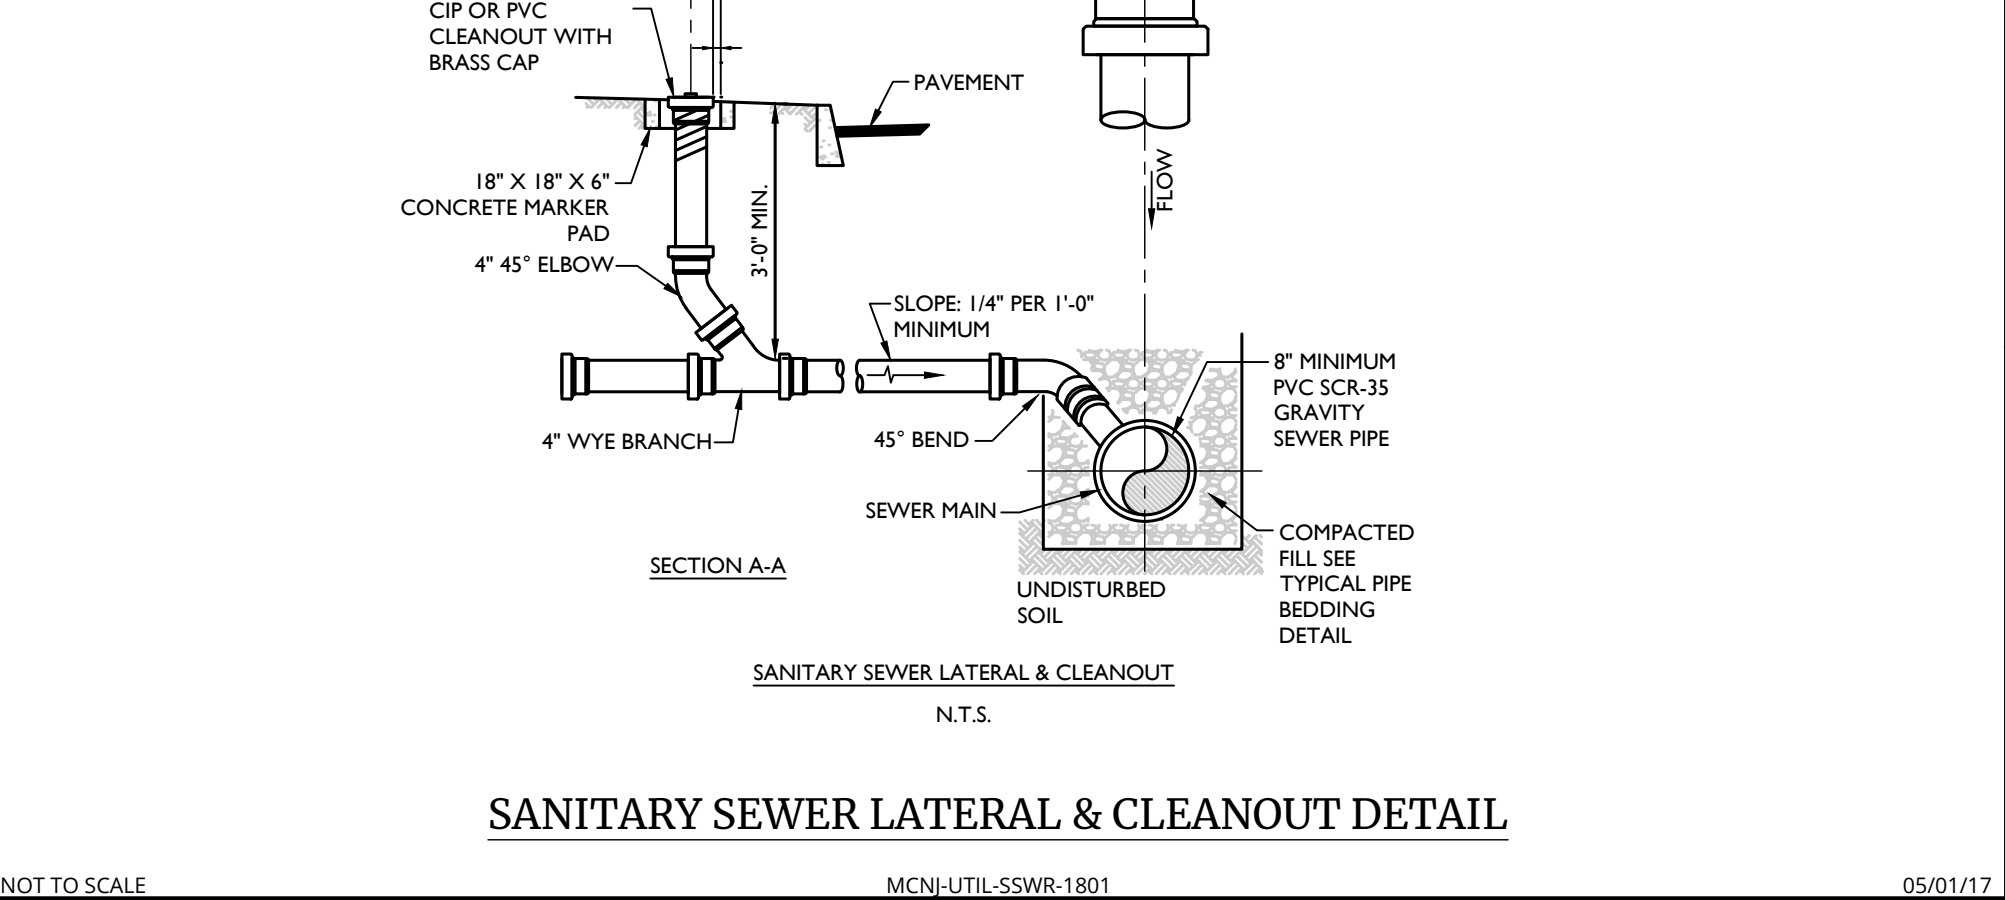 CIP OR PVC
CLEANOUT WITH
BRASS CAP
PAVEMENT
18" X 18" X 6"
CONCRETE MARKER
PAD
4" 45° ELBOW
3'-0" MIN.
FLOW
SLOPE: 1/4" PER 1'-0"
MINIMUM
8" MINIMUM
PVC SCR-35
GRAVITY
SEWER PIPE
4" WYE BRANCH
45° BEND
SEWER MAIN
COMPACTED
FILL SEE
TYPICAL PIPE
BEDDING
DETAIL
SECTION A-A
UNDISTURBED
SOIL
SANITARY SEWER LATERAL & CLEANOUT
N.T.S.
SANITARY SEWER LATERAL & CLEANOUT DETAIL
NOT TO SCALE
MCNJ-UTIL-SSWR-1801
05/01/17